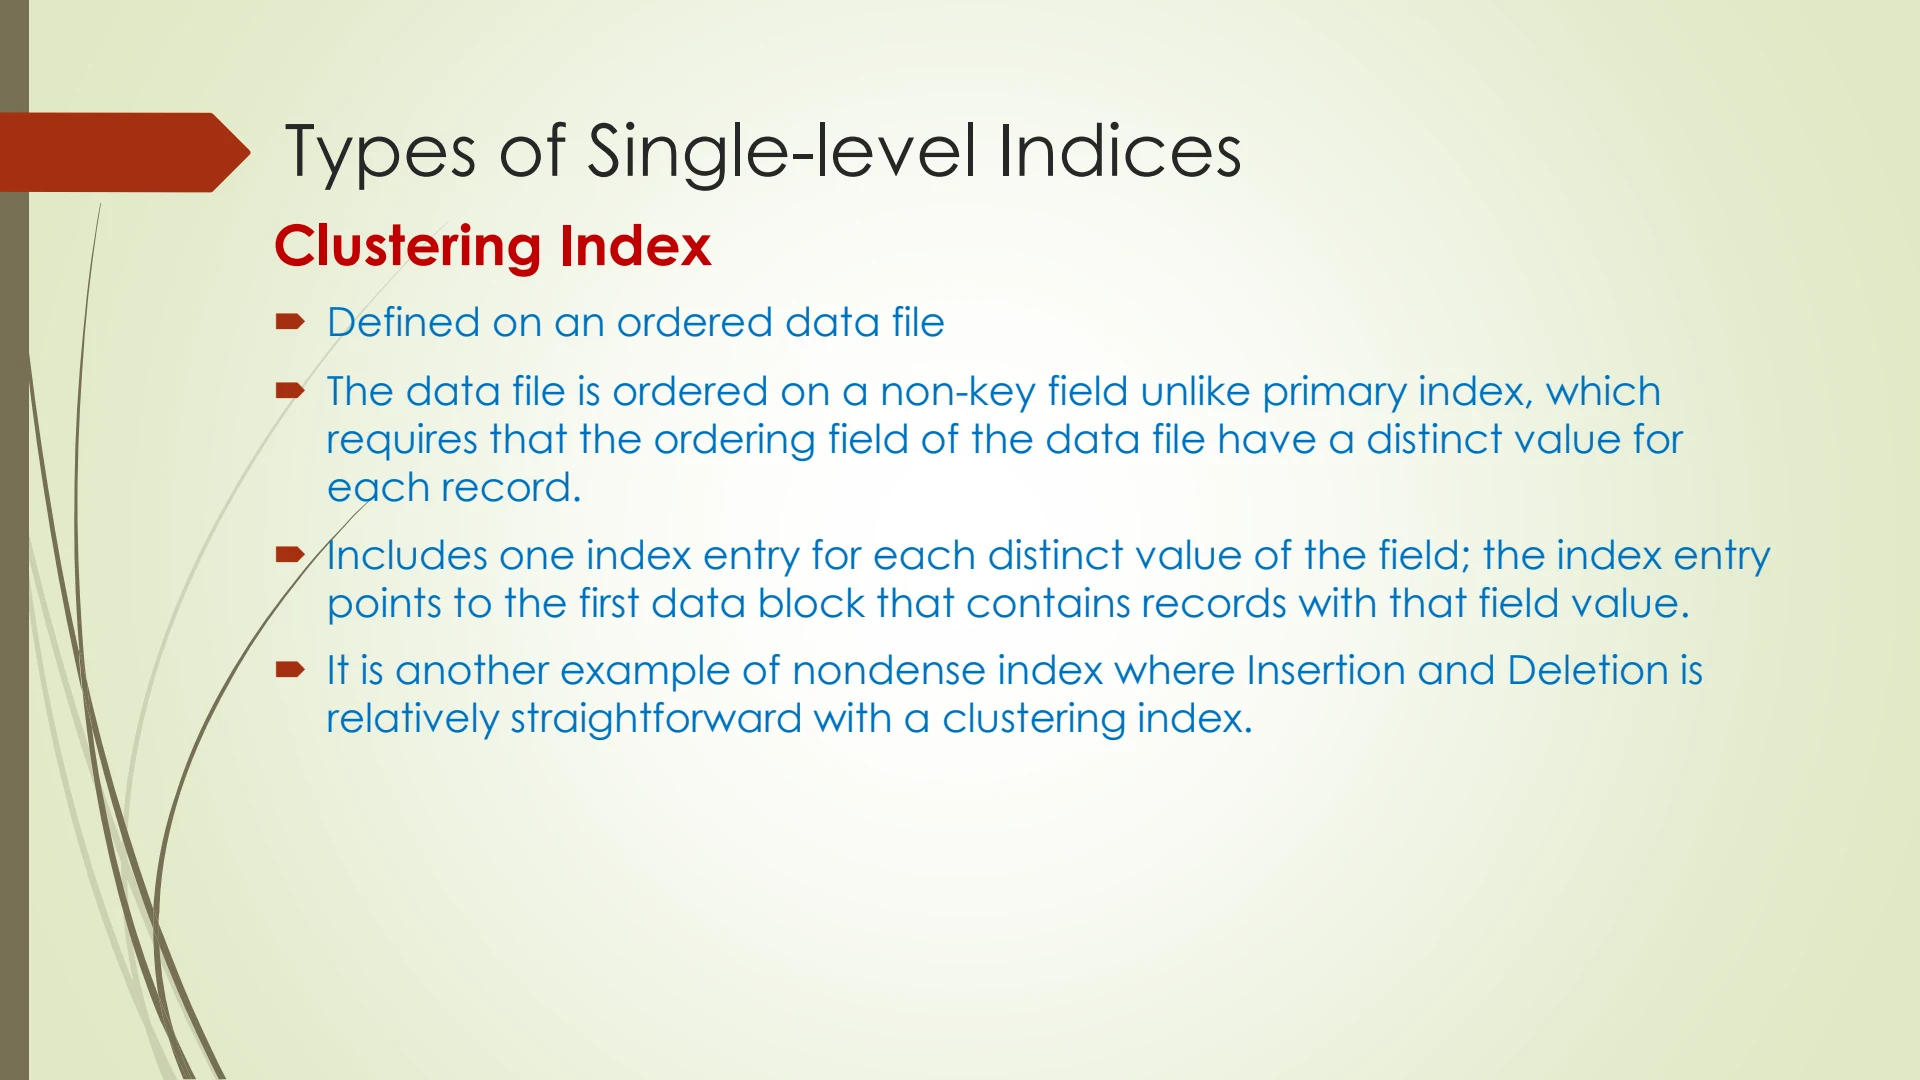 Types of Single-level Indices
Clustering Index
Defined on an ordered data file
The data file is ordered on a non-key field unlike primary index, which
requires that the ordering field of the data file have a distinct value for
each record.
Includes one index entry for each distinct value of the field; the index entry
points to the first data block that contains records with that field value.
It is another example of nondense index where Insertion and Deletion is
relatively straightforward with a clustering index.